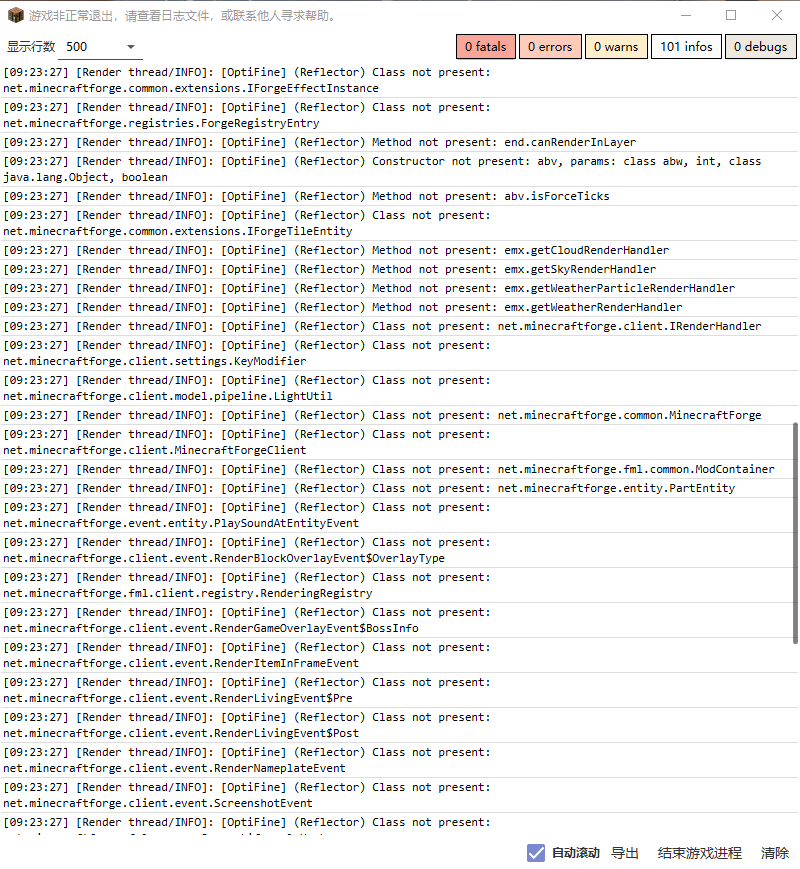 游戏非正常退出，请查看日志文件，或联系他人寻求帮助。
显示行数 500
0 fatals 0 errors 0 warns 101 infos 0 debugs
[09:23:27] [Render thread/INFO]: [OptiFine] (Reflector) Class not present:
net.minecraftforge.common.extensions.IForgeEffectInstance
[09:23:27] [Render thread/INFO]: [OptiFine] (Reflector) Class not present:
net.minecraftforge.registries.ForgeRegistryEntry
[09:23:27] [Render thread/INFO]: [OptiFine] (Reflector) Method not present: end.canRenderInLayer
[09:23:27] [Render thread/INFO]: [OptiFine] (Reflector) Constructor not present: abv, params: class abw, int, class
java.lang.Object, boolean
[09:23:27] [Render thread/INFO]: [OptiFine] (Reflector) Method not present: abv.isForceTicks
[09:23:27] [Render thread/INFO]: [OptiFine] (Reflector) Class not present:
net.minecraftforge.common.extensions.IForgeTileEntity
[09:23:27] [Render thread/INFO]: [OptiFine] (Reflector) Method not present: emx.getCloudRenderHandler
[09:23:27] [Render thread/INFO]: [OptiFine] (Reflector) Method not present: emx.getSkyRenderHandler
[09:23:27] [Render thread/INFO]: [OptiFine] (Reflector) Method not present: emx.getWeatherParticleRenderHandler
[09:23:27] [Render thread/INFO]: [OptiFine] (Reflector) Method not present: emx.getWeatherRenderHandler
[09:23:27] [Render thread/INFO]: [OptiFine] (Reflector) Class not present: net.minecraftforge.client.IRenderHandler
[09:23:27] [Render thread/INFO]: [OptiFine] (Reflector) Class not present:
net.minecraftforge.client.settings.KeyModifier
[09:23:27] [Render thread/INFO]: [OptiFine] (Reflector) Class not present:
net.minecraftforge.client.model.pipeline.LightUtil
[09:23:27] [Render thread/INFO]: [OptiFine] (Reflector) Class not present: net.minecraftforge.common.MinecraftForge
[09:23:27] [Render thread/INFO]: [OptiFine] (Reflector) Class not present:
net.minecraftforge.client.MinecraftForgeClient
[09:23:27] [Render thread/INFO]: [OptiFine] (Reflector) Class not present: net.minecraftforge.fml.common.ModContainer
[09:23:27] [Render thread/INFO]: [OptiFine] (Reflector) Class not present: net.minecraftforge.entity.PartEntity
[09:23:27] [Render thread/INFO]: [OptiFine] (Reflector) Class not present:
net.minecraftforge.event.entity.PlaySoundAtEntityEvent
[09:23:27] [Render thread/INFO]: [OptiFine] (Reflector) Class not present:
net.minecraftforge.client.event.RenderBlockOverlayEvent$OverlayType
[09:23:27] [Render thread/INFO]: [OptiFine] (Reflector) Class not present:
net.minecraftforge.fml.client.registry.RenderingRegistry
[09:23:27] [Render thread/INFO]: [OptiFine] (Reflector) Class not present:
net.minecraftforge.client.event.RenderGameOverlayEvent$BossInfo
[09:23:27] [Render thread/INFO]: [OptiFine] (Reflector) Class not present:
net.minecraftforge.client.event.RenderItemInFrameEvent
[09:23:27] [Render thread/INFO]: [OptiFine] (Reflector) Class not present:
net.minecraftforge.client.event.RenderLivingEvent$Pre
[09:23:27] [Render thread/INFO]: [OptiFine] (Reflector) Class not present:
net.minecraftforge.client.event.RenderLivingEvent$Post
[09:23:27] [Render thread/INFO]: [OptiFine] (Reflector) Class not present:
net.minecraftforge.client.event.RenderNameplateEvent
[09:23:27] [Render thread/INFO]: [OptiFine] (Reflector) Class not present:
net.minecraftforge.client.event.ScreenshotEvent
[09:23:27] [Render thread/INFO]: [OptiFine] (Reflector) Class not present:
自动滚动 导出 结束游戏进程 清除